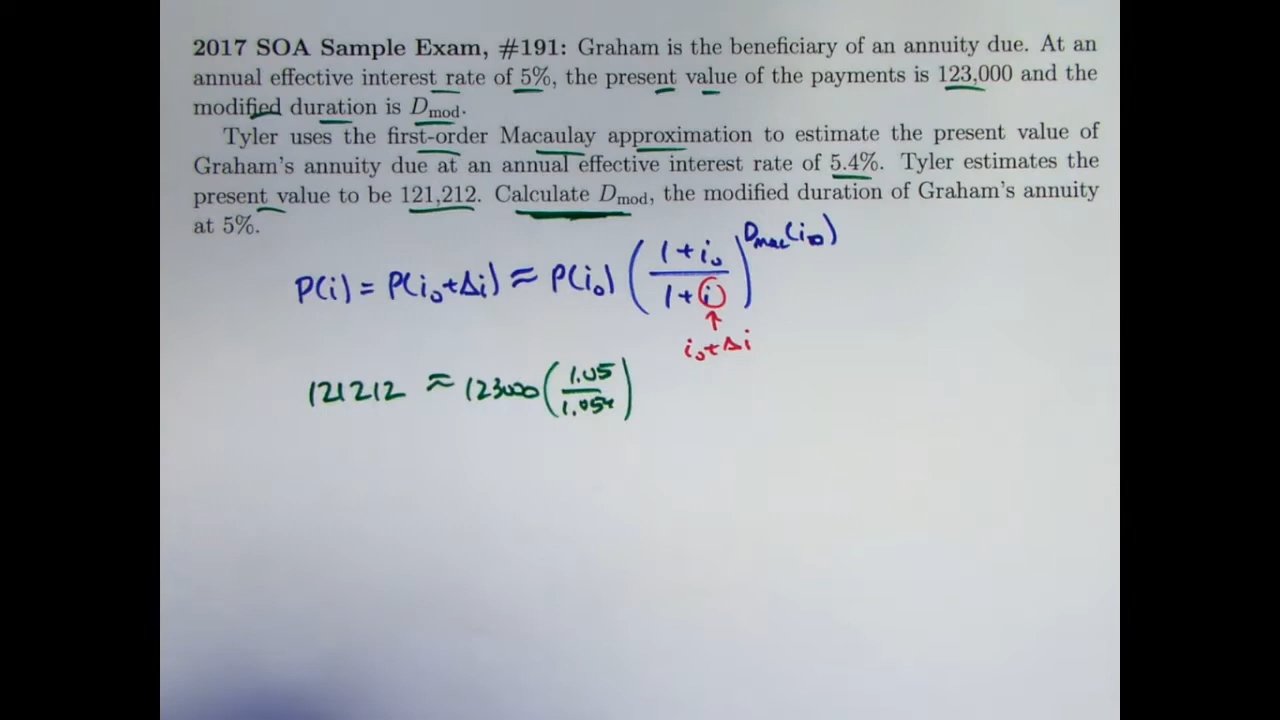 2017 SOA Sample Exam, #191: Graham is the beneficiary of an annuity due. At an
annual effective interest rate of 5%, the present value of the payments is 123,000 and the
modified duration is D_mod.
Tyler uses the first-order Macaulay approximation to estimate the present value of
Graham's annuity due at an annual effective interest rate of 5.4%. Tyler estimates the
present value to be 121,212. Calculate D_mod, the modified duration of Graham's annuity
at 5%.
P(i) = P(i₀+Δi) ≈ P(i₀) ((1+i₀)/(1+i))^(D_mac(i₀))
↑
i₀+Δi
121212 ≈ 123000 (1.05/1.054)